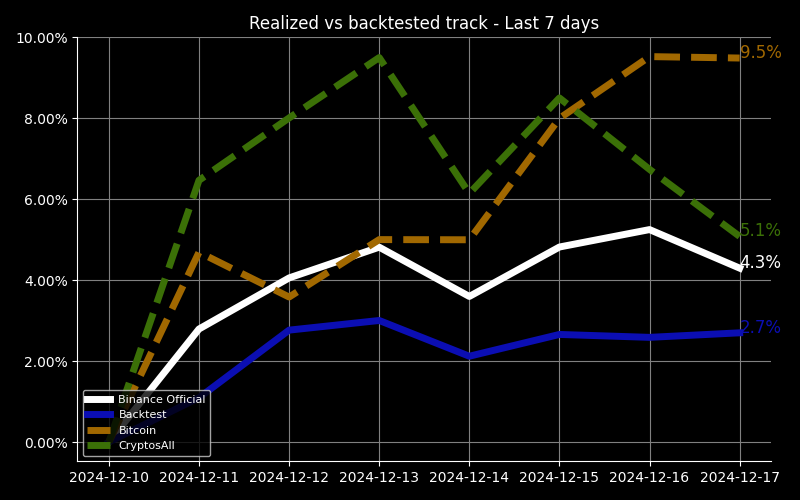 Realized vs backtested track - Last 7 days
10.00%
8.00%
6.00%
4.00%
2.00%
0.00%
9.5%
5.1%
4.3%
2.7%
Binance Official
Backtest
Bitcoin
CryptosAll
2024-12-10 2024-12-11 2024-12-12 2024-12-13 2024-12-14 2024-12-15 2024-12-16 2024-12-17